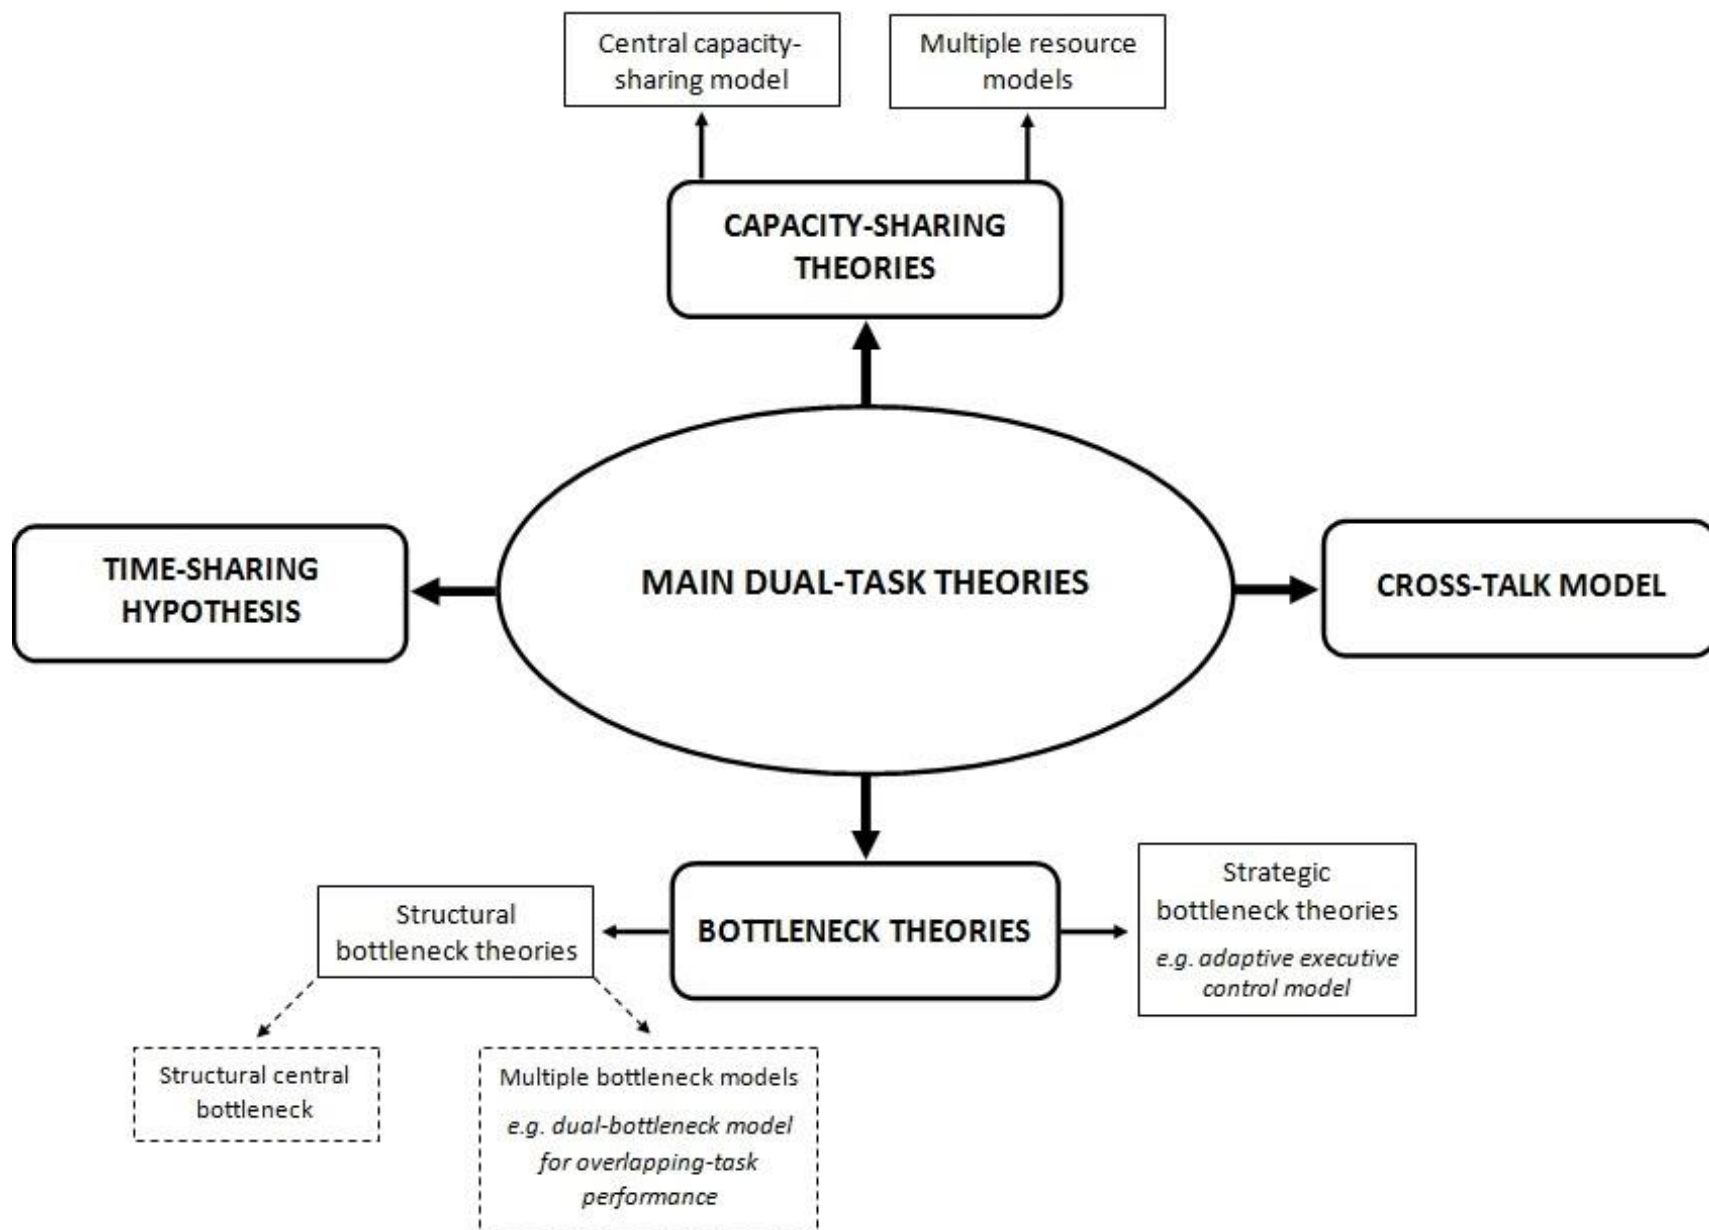 Central capacity-
sharing model
Multiple resource
models
CAPACITY-SHARING
THEORIES
TIME-SHARING
HYPOTHESIS
MAIN DUAL-TASK THEORIES
CROSS-TALK MODEL
BOTTLENECK THEORIES
Structural
bottleneck theories
Strategic
bottleneck theories
e.g. adaptive executive
control model
Structural central
bottleneck
Multiple bottleneck models
e.g. dual-bottleneck model
for overlapping-task
performance